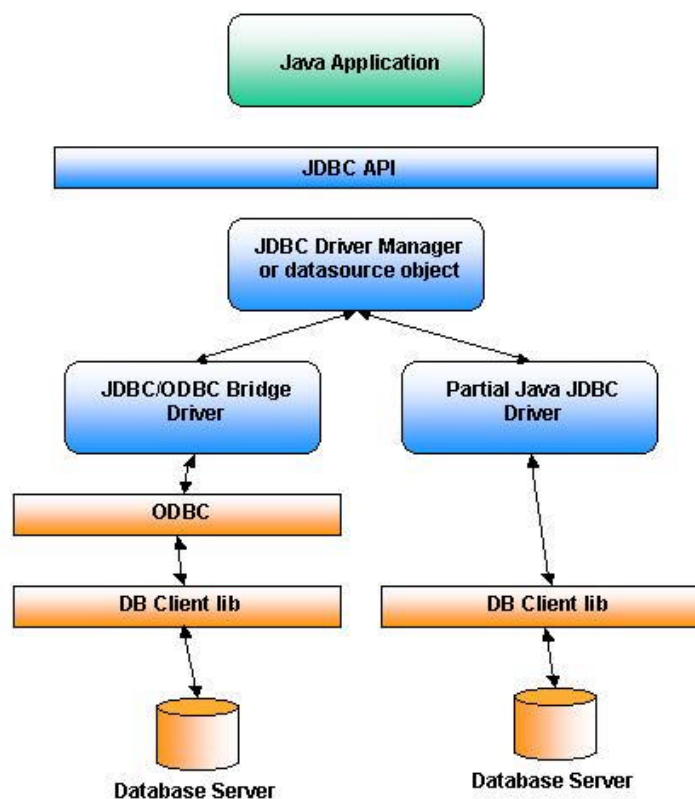 Java Application
JDBC API
JDBC Driver Manager
or datasource object
JDBC/ODBC Bridge
Driver
Partial Java JDBC
Driver
ODBC
DB Client lib
DB Client lib
Database Server
Database Server